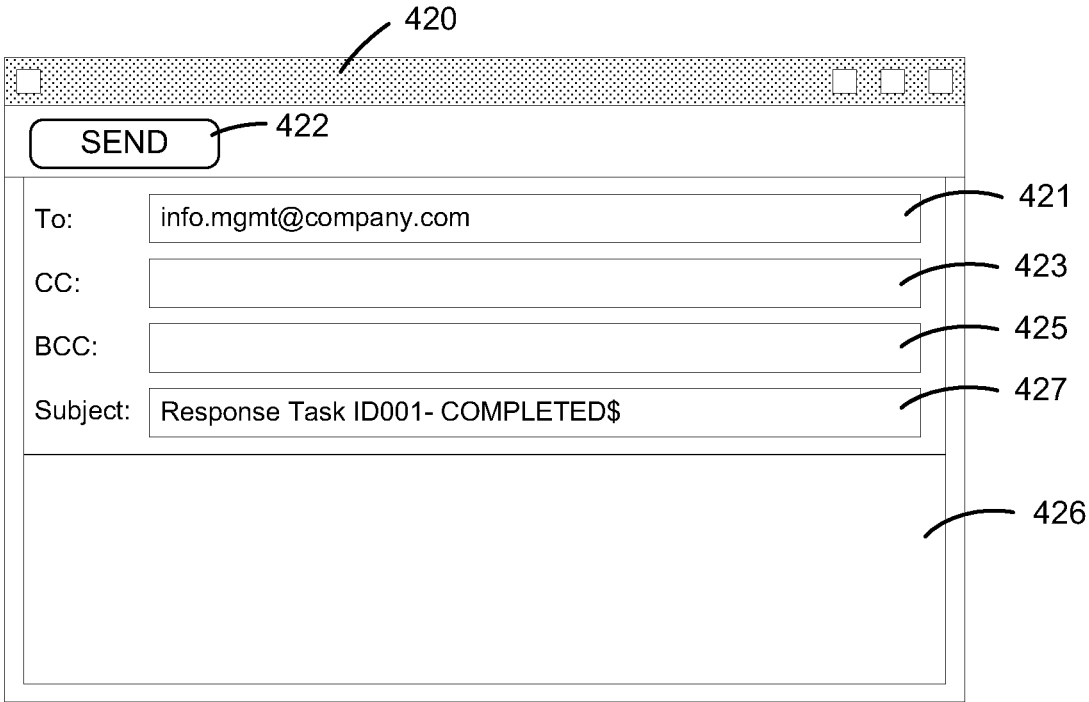 420
SEND 422
To: info.mgmt@company.com 421
CC: 423
BCC: 425
Subject: Response Task ID001- COMPLETED$ 427
426